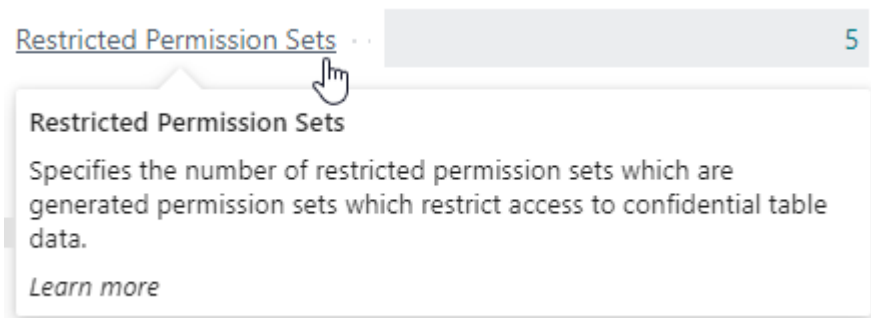 Restricted Permission Sets 5
Restricted Permission Sets
Specifies the number of restricted permission sets which are
generated permission sets which restrict access to confidential table
data.
Learn more